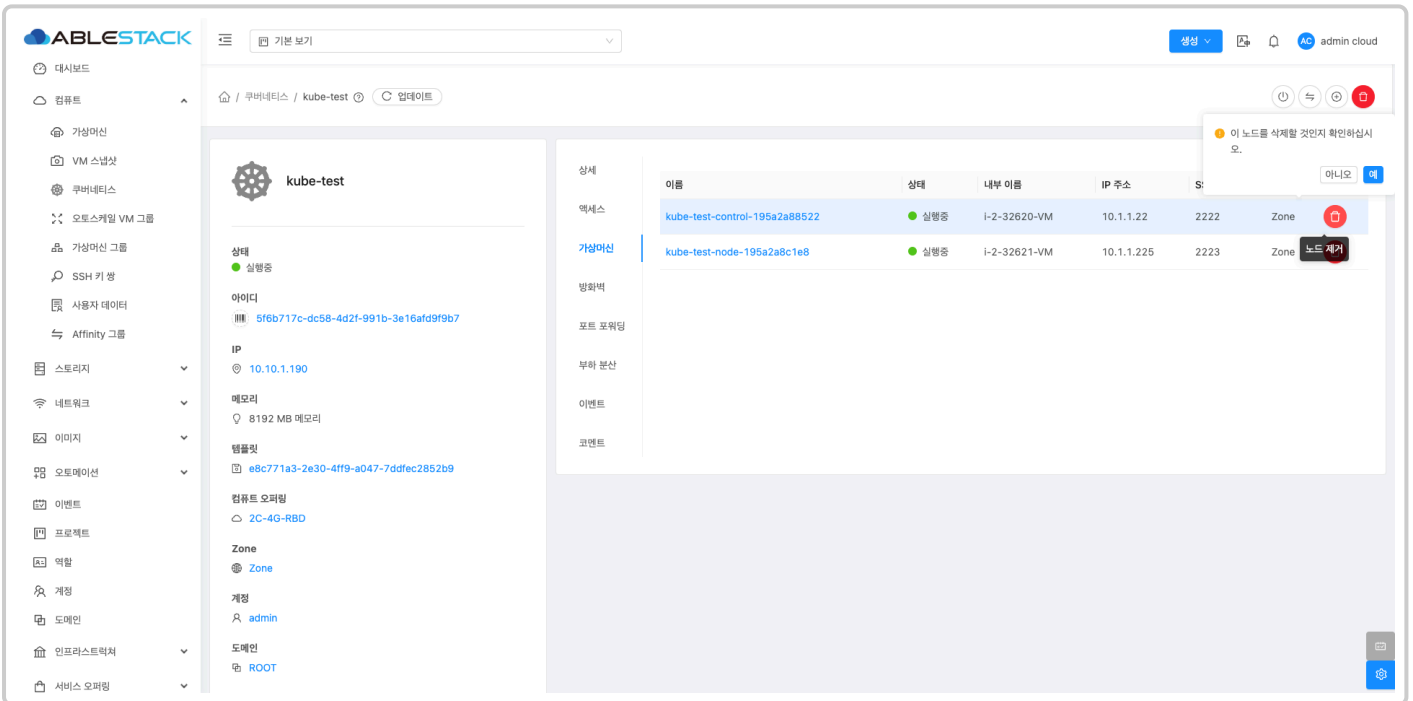 ABLESTACK
기본 보기
생성
AC
admin cloud
대시보드
컴퓨트
가상머신
VM 스냅샷
쿠버네티스
오토스케일 VM 그룹
가상머신 그룹
SSH 키 쌍
사용자 데이터
Affinity 그룹
스토리지
네트워크
이미지
오토메이션
이벤트
프로젝트
역할
계정
도메인
인프라스트럭쳐
서비스 오퍼링
/ 쿠버네티스 / kube-test
업데이트
이 노드를 삭제할 것인지 확인하십시
오.
아니오
예
kube-test
상태
실행중
아이디
5f6b717c-dc58-4d2f-991b-3e16afd9f9b7
IP
10.10.1.190
메모리
8192 MB 메모리
템플릿
e8c771a3-2e30-4ff9-a047-7ddfec2852b9
컴퓨트 오퍼링
2C-4G-RBD
Zone
Zone
계정
admin
도메인
ROOT
상세
액세스
가상머신
방화벽
포트 포워딩
부하 분산
이벤트
코멘트
이름 상태 내부 이름 IP 주소
kube-test-control-195a2a88522 실행중 i-2-32620-VM 10.1.1.22 2222 Zone
kube-test-node-195a2a8c1e8 실행중 i-2-32621-VM 10.1.1.225 2223 Zone
노드 제거